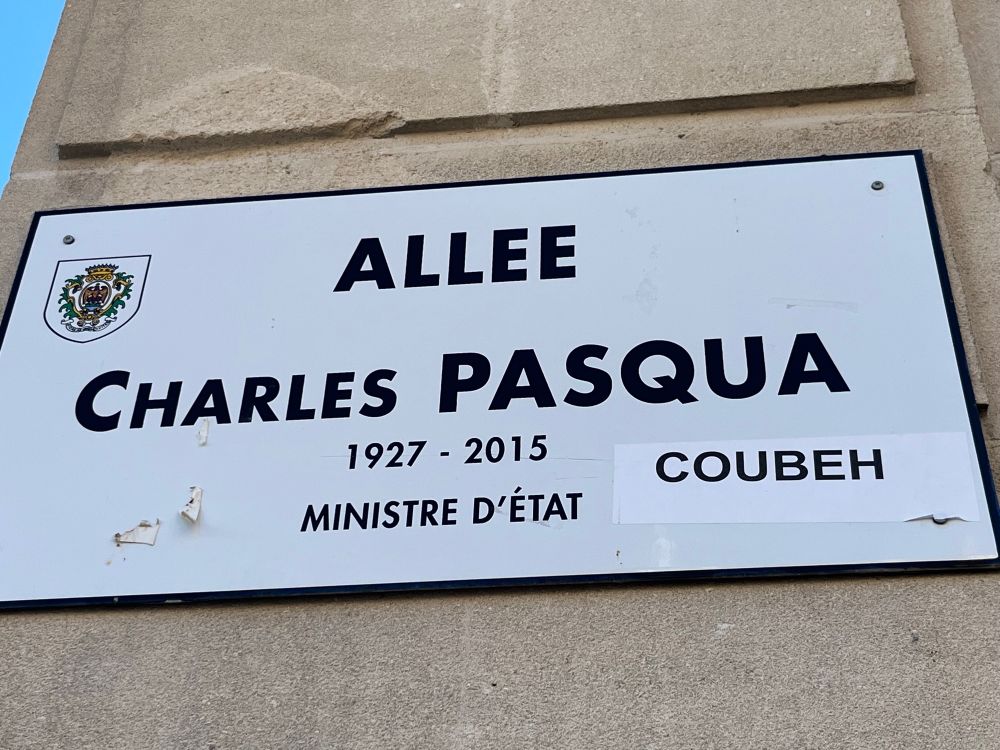 ALLEE
CHARLES PASQUA
1927 - 2015
COUBEH
MINISTRE D'ÉTAT